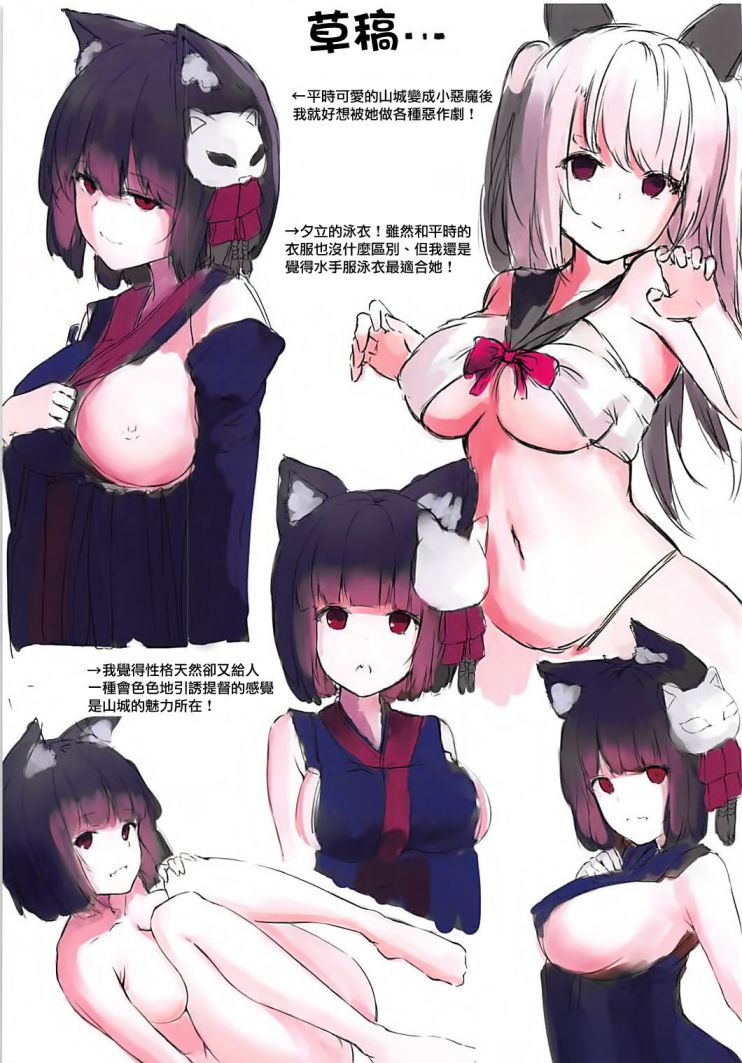 草稿…
←平時可愛的山城變成小惡魔後
我就好想被她做各種惡作劇！
→夕立的泳衣！雖然和平時的
衣服也沒什麼區別、但我還是
覺得水手服泳衣最適合她！
→我覺得性格天然卻又給人
一種會色色地引誘提督的感覺
是山城的魅力所在！